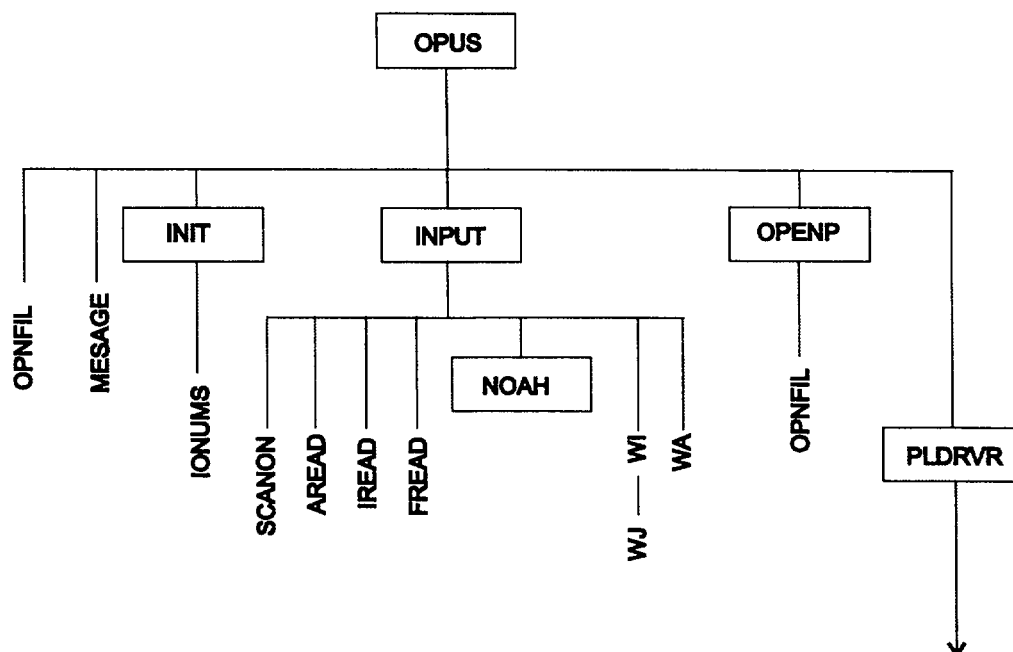 OPUS
INIT
INPUT
OPENP
OPNFIL
MESAGE
IONUMS
SCANON
AREAD
IREAD
FREAD
NOAH
WI
WJ
WA
OPNFIL
PLDRVR